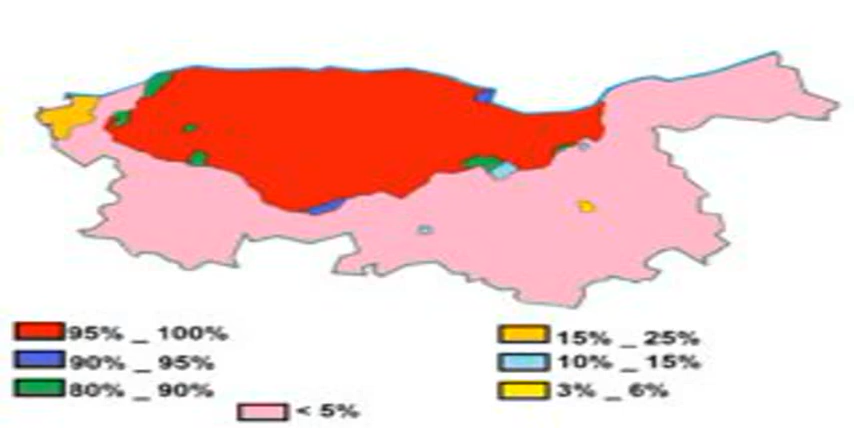 95% _ 100%
90% _ 95%
80% _ 90%
15% _ 25%
10% _ 15%
3% _ 6%
< 5%